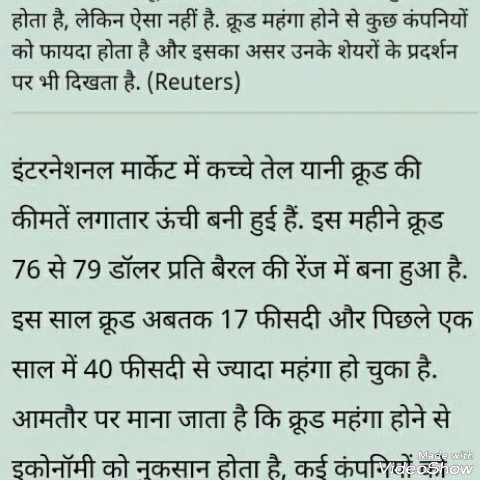 होता है, लेकिन ऐसा नहीं है. क्रूड महंगा होने से कुछ कंपनियों
को फायदा होता है और इसका असर उनके शेयरों के प्रदर्शन
पर भी दिखता है. (Reuters)
इंटरनेशनल मार्केट में कच्चे तेल यानी क्रूड की
कीमतें लगातार ऊंची बनी हुई हैं. इस महीने क्रूड
76 से 79 डॉलर प्रति बैरल की रेंज में बना हुआ है.
इस साल क्रूड अबतक 17 फीसदी और पिछले एक
साल में 40 फीसदी से ज्यादा महंगा हो चुका है.
आमतौर पर माना जाता है कि क्रूड महंगा होने से
इकोनॉमी को नुकसान होता है, कई कंपनियों
Made with
VideoShow